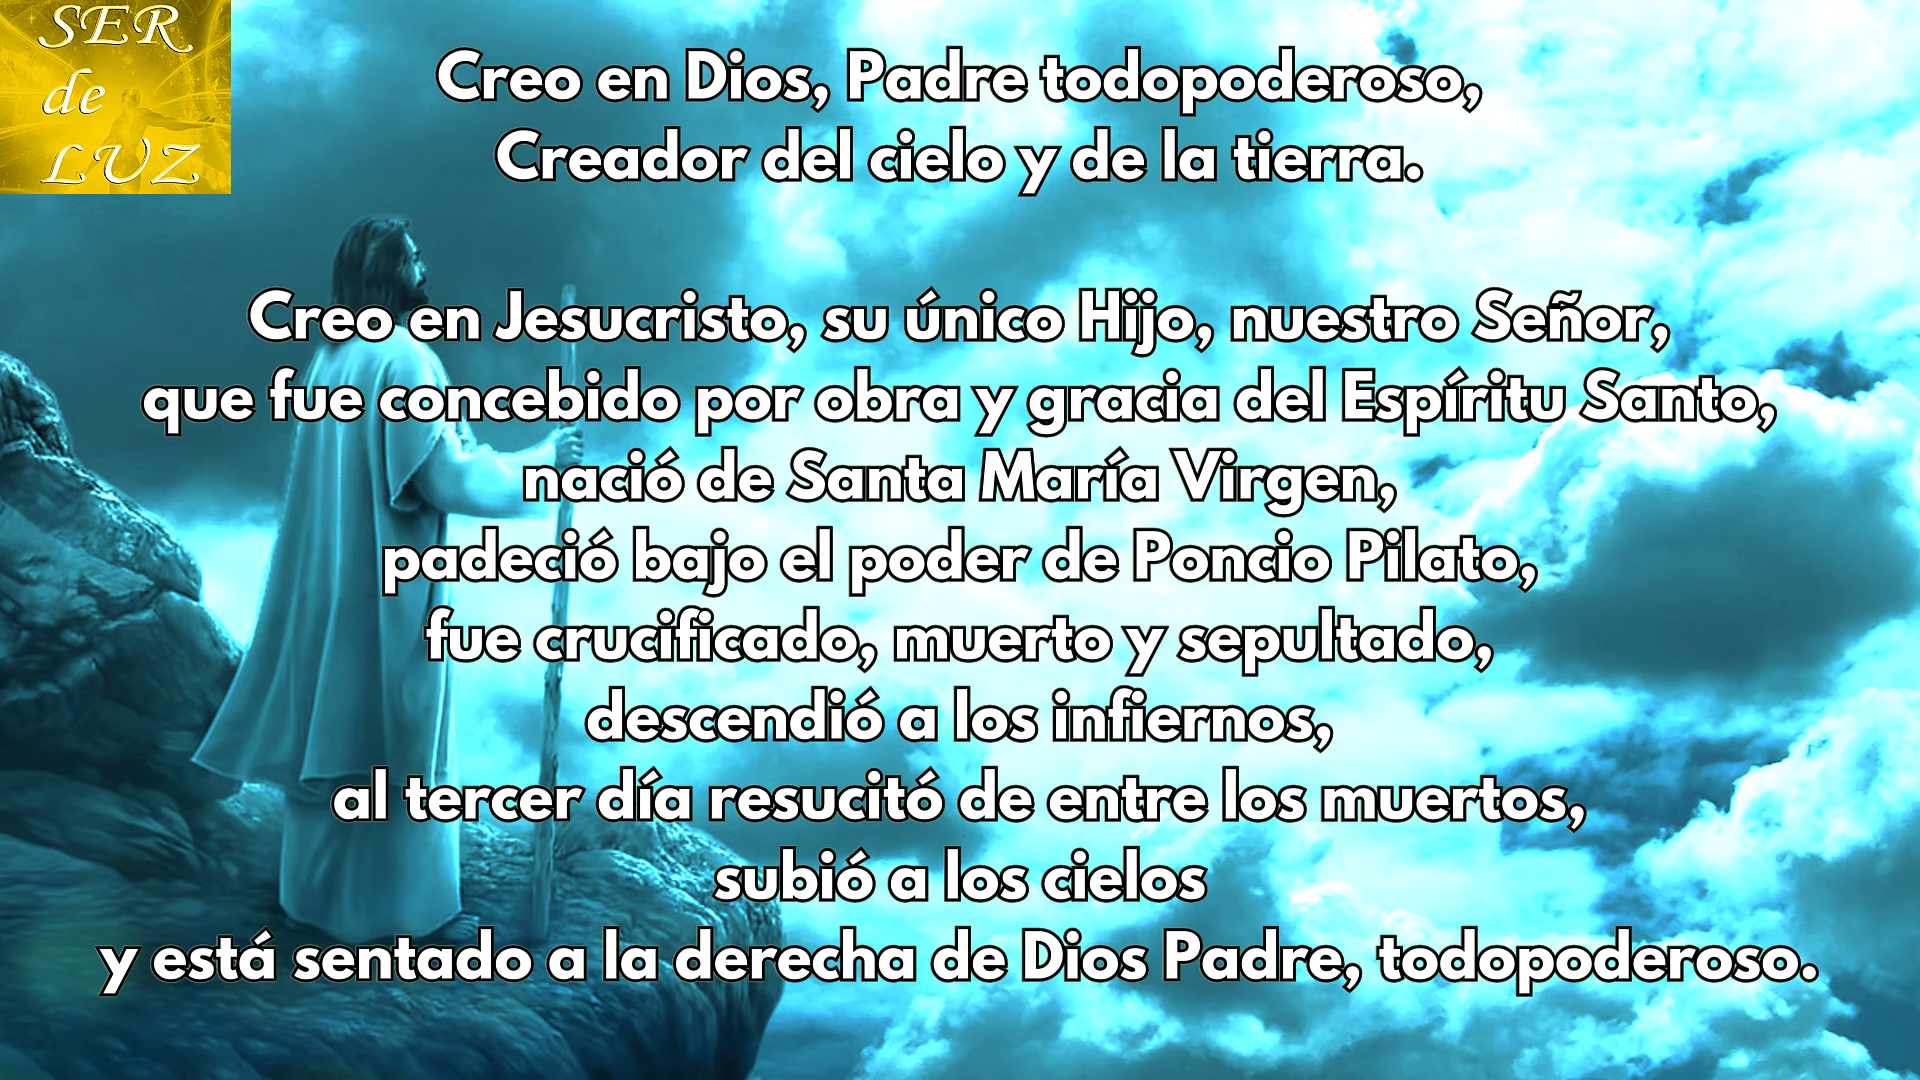 SER
de
LUZ
Creo en Dios, Padre todopoderoso,
Creador del cielo y de la tierra.
Creo en Jesucristo, su único Hijo, nuestro Señor,
que fue concebido por obra y gracia del Espíritu Santo,
nació de Santa María Virgen,
padeció bajo el poder de Poncio Pilato,
fue crucificado, muerto y sepultado,
descendió a los infiernos,
al tercer día resucitó de entre los muertos,
subió a los cielos
y está sentado a la derecha de Dios Padre, todopoderoso.